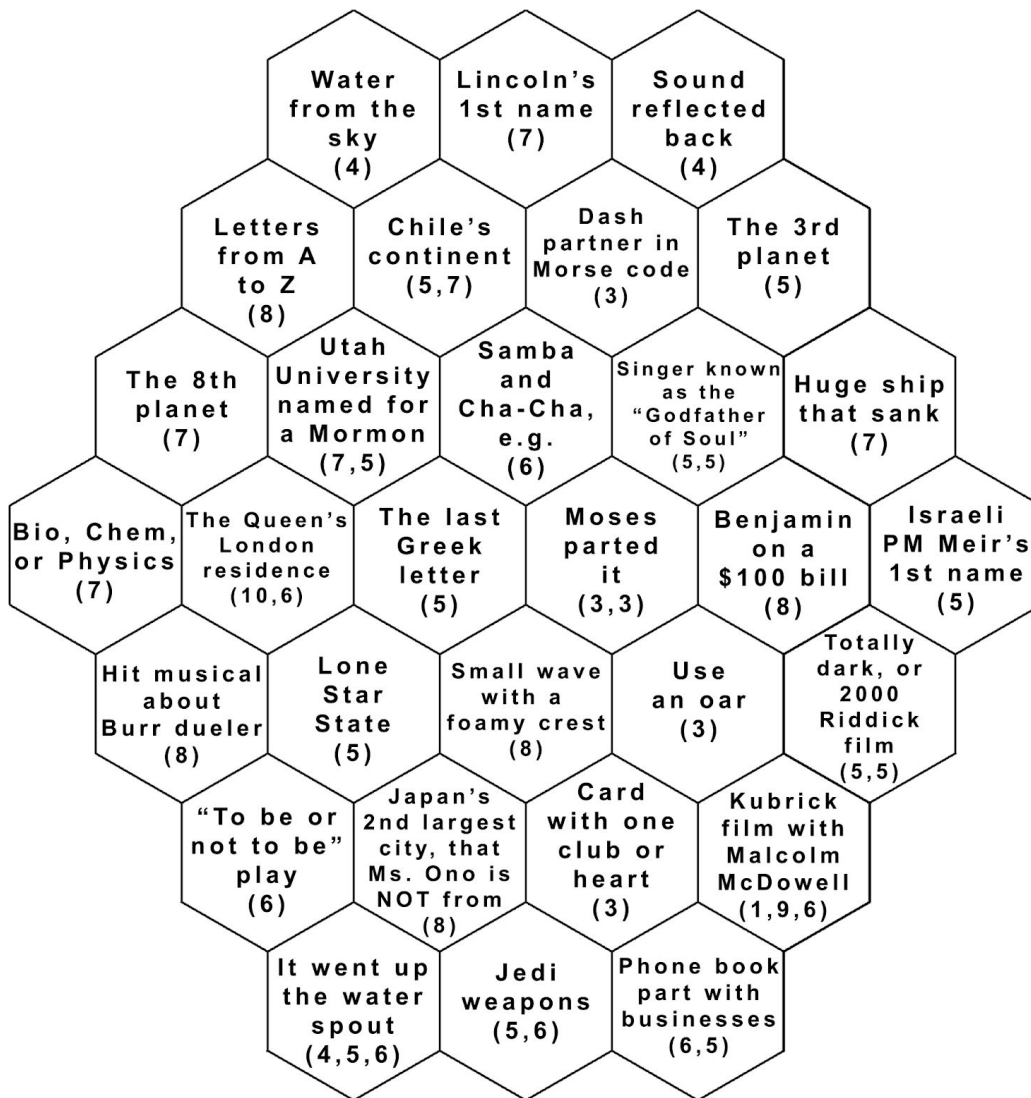 Water
from the
sky
(4)
Lincoln’s
1st name
(7)
Sound
reflected
back
(4)
Letters
from A
to Z
(8)
Chile’s
continent
(5,7)
Dash
partner in
Morse code
(3)
The 3rd
planet
(5)
The 8th
planet
(7)
Utah
University
named for
a Mormon
(7,5)
Samba
and
Cha-Cha,
e.g.
(6)
Singer known
as the
“Godfather
of Soul”
(5,5)
Huge ship
that sank
(7)
Bio, Chem,
or Physics
(7)
The Queen’s
London
residence
(10,6)
The last
Greek
letter
(5)
Moses
parted
it
(3,3)
Benjamin
on a
$100 bill
(8)
Israeli
PM Meir’s
1st name
(5)
Hit musical
about
Burr dueler
(8)
Lone
Star
State
(5)
Small wave
with a
foamy crest
(8)
Use
an oar
(3)
Totally
dark, or
2000
Riddick
film
(5,5)
“To be or
not to be”
play
(6)
Japan’s
2nd largest
city, that
Ms. Ono is
NOT from
(8)
Card
with one
club or
heart
(3)
Kubrick
film with
Malcolm
McDowell
(1,9,6)
It went up
the water
spout
(4,5,6)
Jedi
weapons
(5,6)
Phone book
part with
businesses
(6,5)